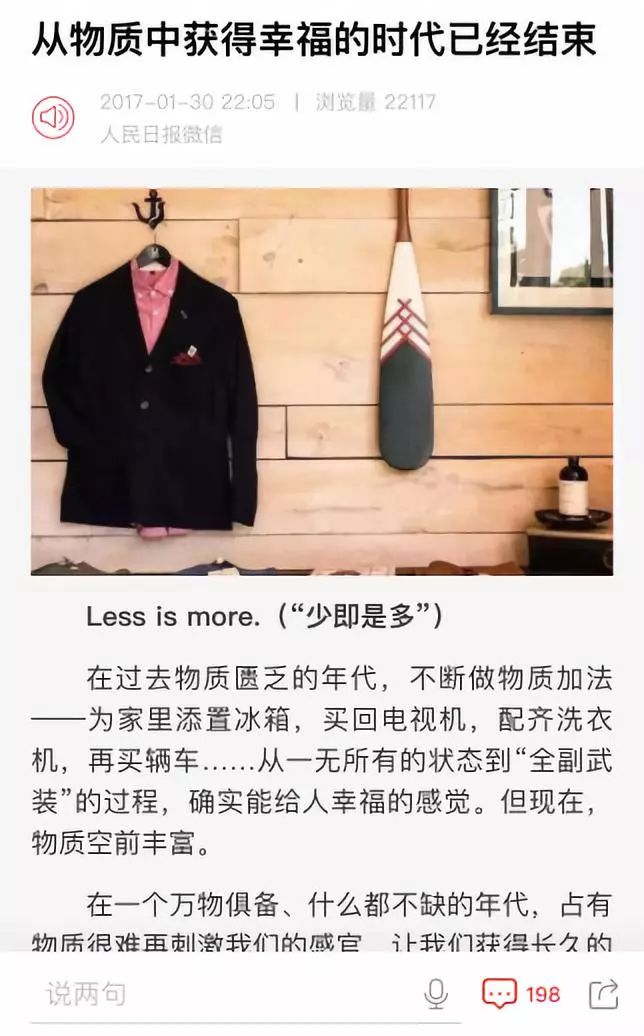 从物质中获得幸福的时代已经结束
2017-01-30 22:05 | 浏览量 22117
人民日报微信
Less is more.（“少即是多”）
在过去物质匮乏的年代，不断做物质加法
——为家里添置冰箱，买回电视机，配齐洗衣
机，再买辆车……从一无所有的状态到“全副武
装”的过程，确实能给人幸福的感觉。但现在，
物质空前丰富。
在一个万物俱备、什么都不缺的年代，占有
物质很难再刺激我们的感官，让我们获得长久的
说两句
198